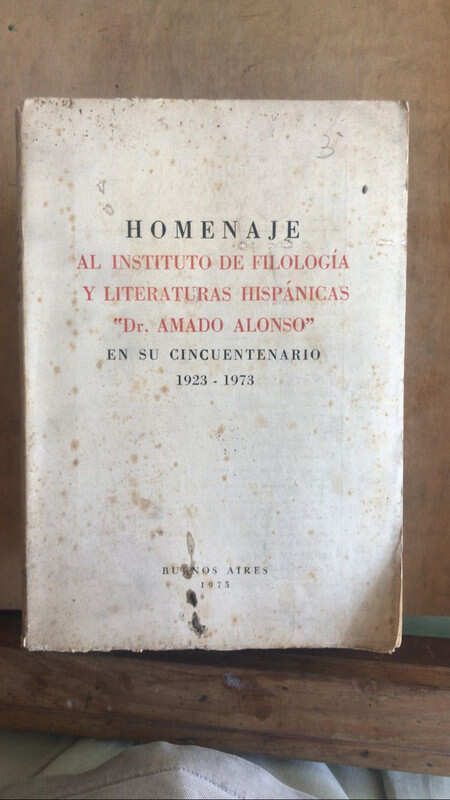 HOMENAJE
AL INSTITUTO DE FILOLOGÍA
Y LITERATURAS HISPÁNICAS
"Dr. AMADO ALONSO"
EN SU CINCUENTENARIO
1923 - 1973
BUENOS AIRES
1975